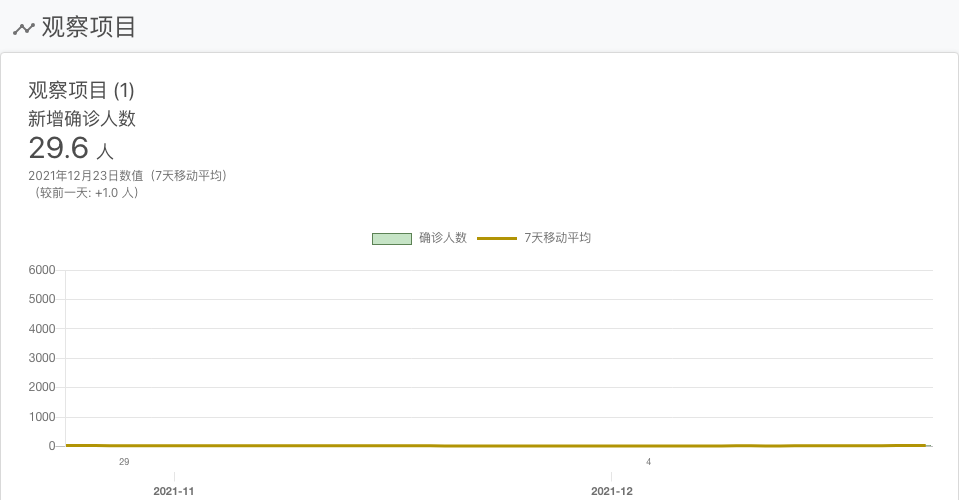 观察项目
观察项目 (1)
新增确诊人数
29.6 人
2021年12月23日数值（7天移动平均）
（较前一天: +1.0 人）
确诊人数 7天移动平均
6000
5000
4000
3000
2000
1000
0
29 4
2021-11 2021-12